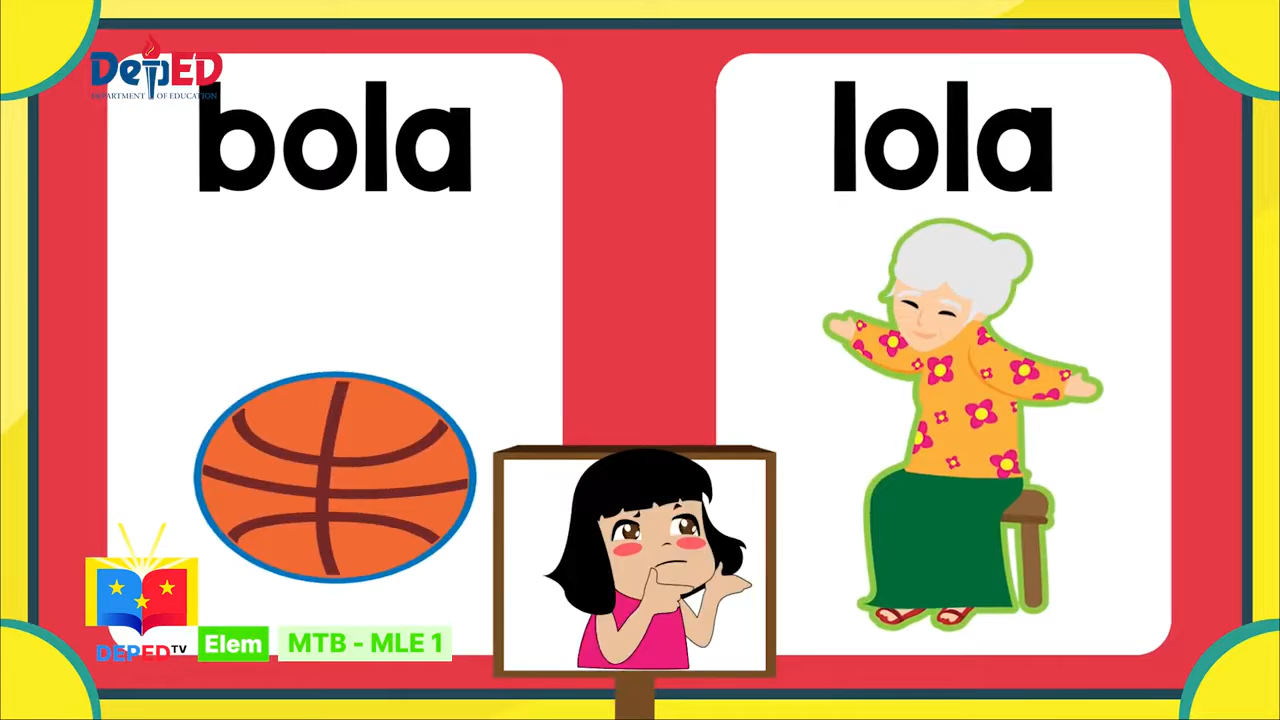 DepED
DEPARTMENT OF EDUCATION
bola
lola
DEPED TV
Elem
MTB - MLE 1